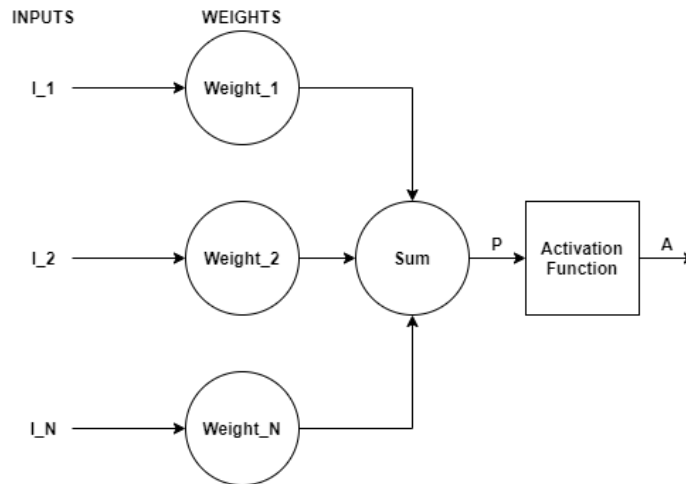 INPUTS
WEIGHTS
I_1
Weight_1
I_2
Weight_2
Sum
P
Activation
Function
A
I_N
Weight_N